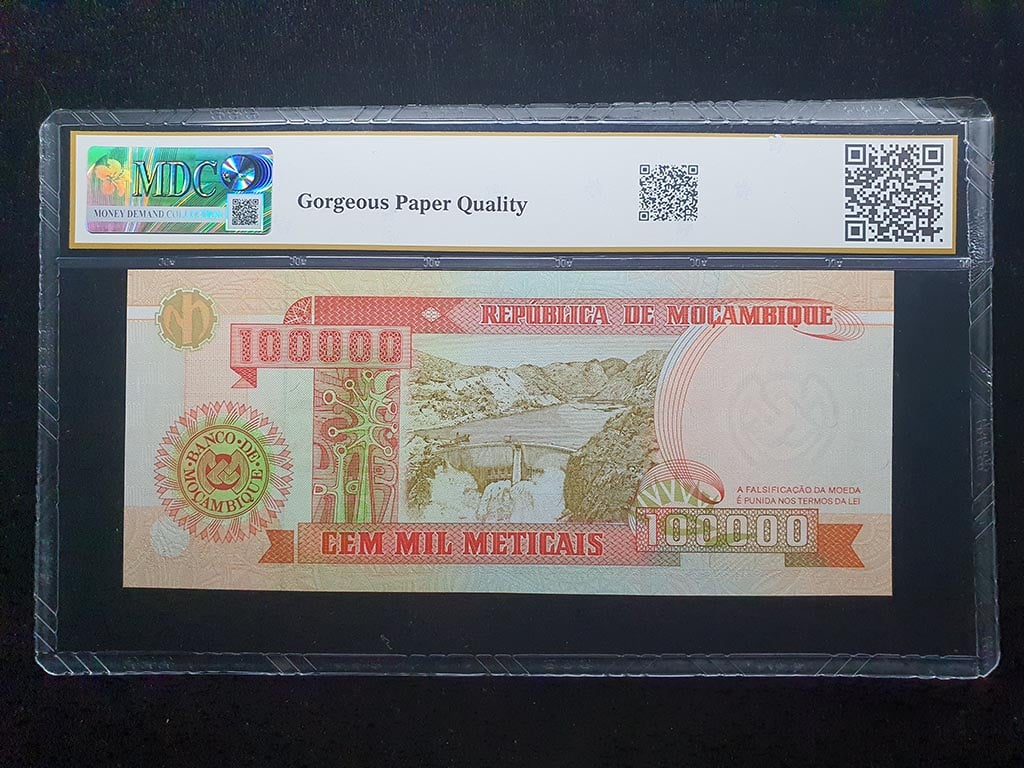 MDC
MONEY DEMAND COLLECTION
Gorgeous Paper Quality
REPÚBLICA DE MOÇAMBIQUE
100000
BANCO·DE·MOÇAMBIQUE
A FALSIFICAÇÃO DA MOEDA
É PUNIDA NOS TERMOS DA LEI
100000
CEM MIL METICAIS